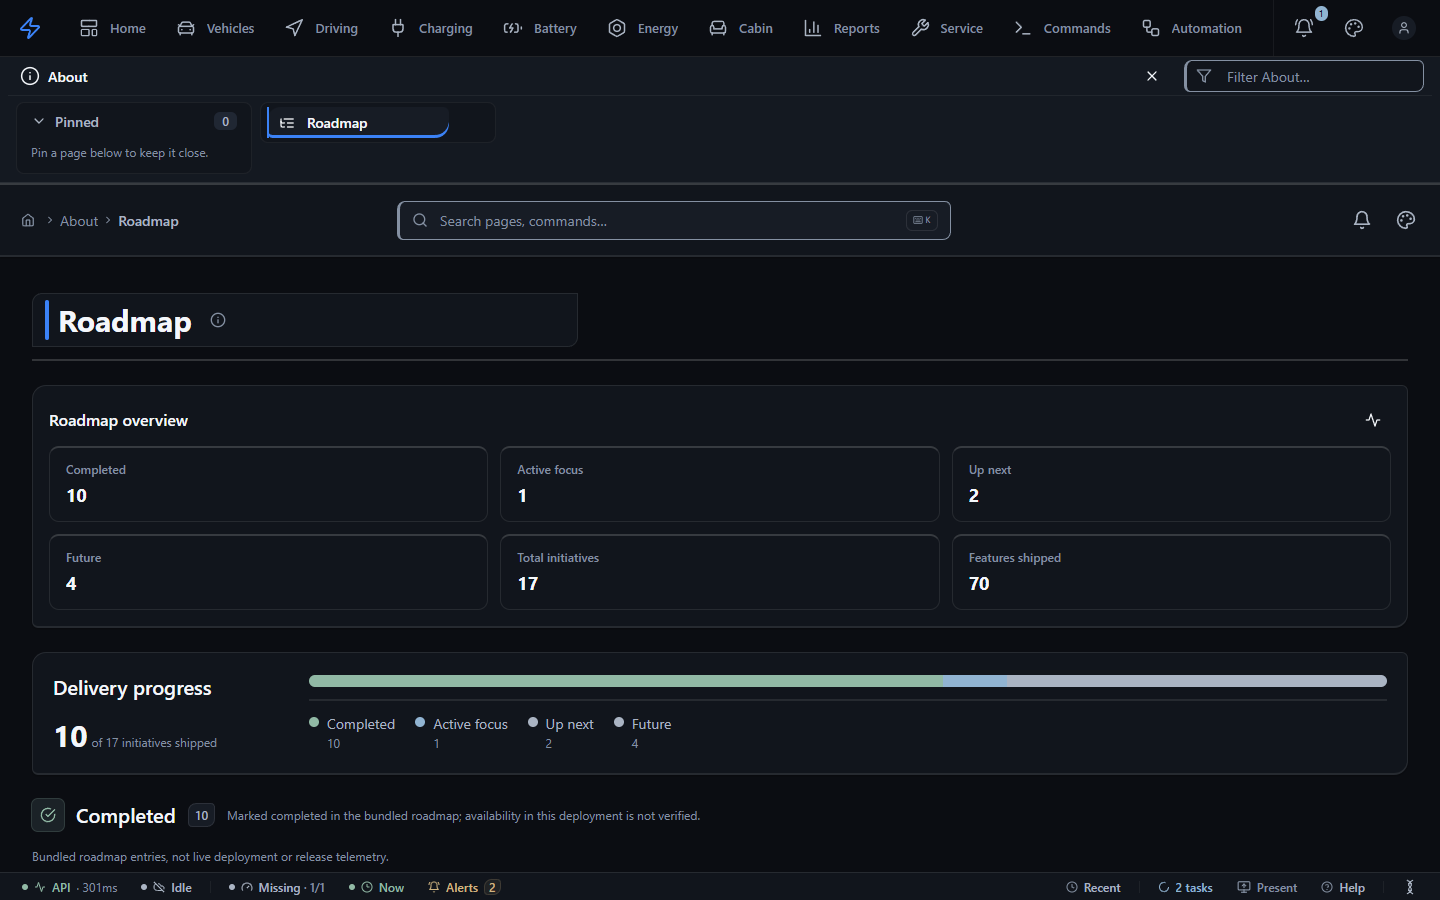 Home
Vehicles
Driving
Charging
Battery
Energy
Cabin
Reports
Service
Commands
Automation
1
About
Filter About...
Pinned
0
Roadmap
Pin a page below to keep it close.
About
Roadmap
Search pages, commands...
K
Roadmap
Roadmap overview
Completed
10
Active focus
1
Up next
2
Future
4
Total initiatives
17
Features shipped
70
Delivery progress
10 of 17 initiatives shipped
Completed
10
Active focus
1
Up next
2
Future
4
Completed
10
Marked completed in the bundled roadmap; availability in this deployment is not verified.
Bundled roadmap entries, not live deployment or release telemetry.
API · 301ms
Idle
Missing · 1/1
Now
Alerts 2
Recent
2 tasks
Present
Help